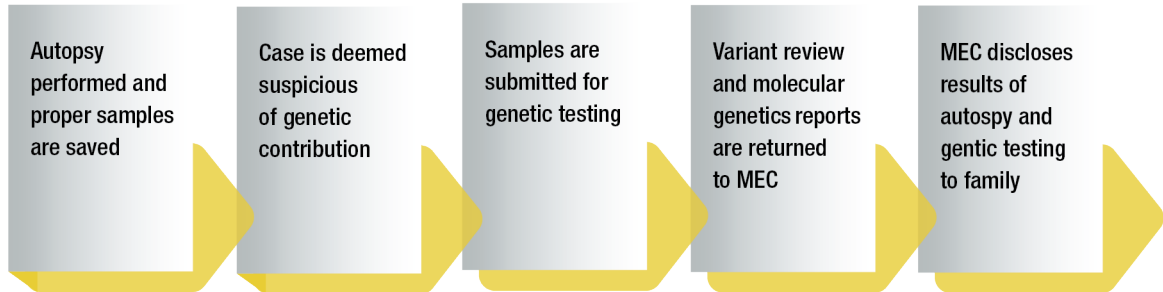 Autopsy
performed and
proper samples
are saved
Case is deemed
suspicious
of genetic
contribution
Samples are
submitted for
genetic testing
Variant review
and molecular
genetics reports
are returned
to MEC
MEC discloses
results of
autospy and
gentic testing
to family